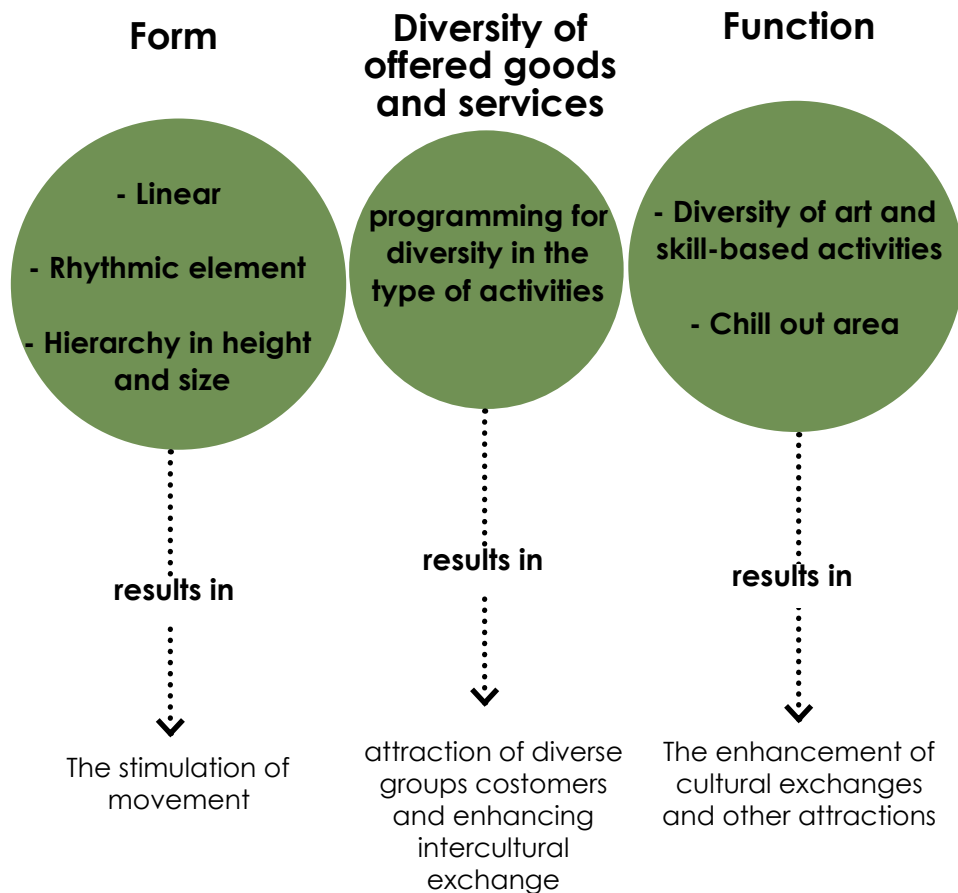 Form
- Linear
- Rhythmic element
- Hierarchy in height
and size
results in
The stimulation of
movement
Diversity of
offered goods
and services
programming for
diversity in the
type of activities
results in
attraction of diverse
groups costomers
and enhancing
intercultural
exchange
Function
- Diversity of art and
skill-based activities
- Chill out area
results in
The enhancement of
cultural exchanges
and other attractions